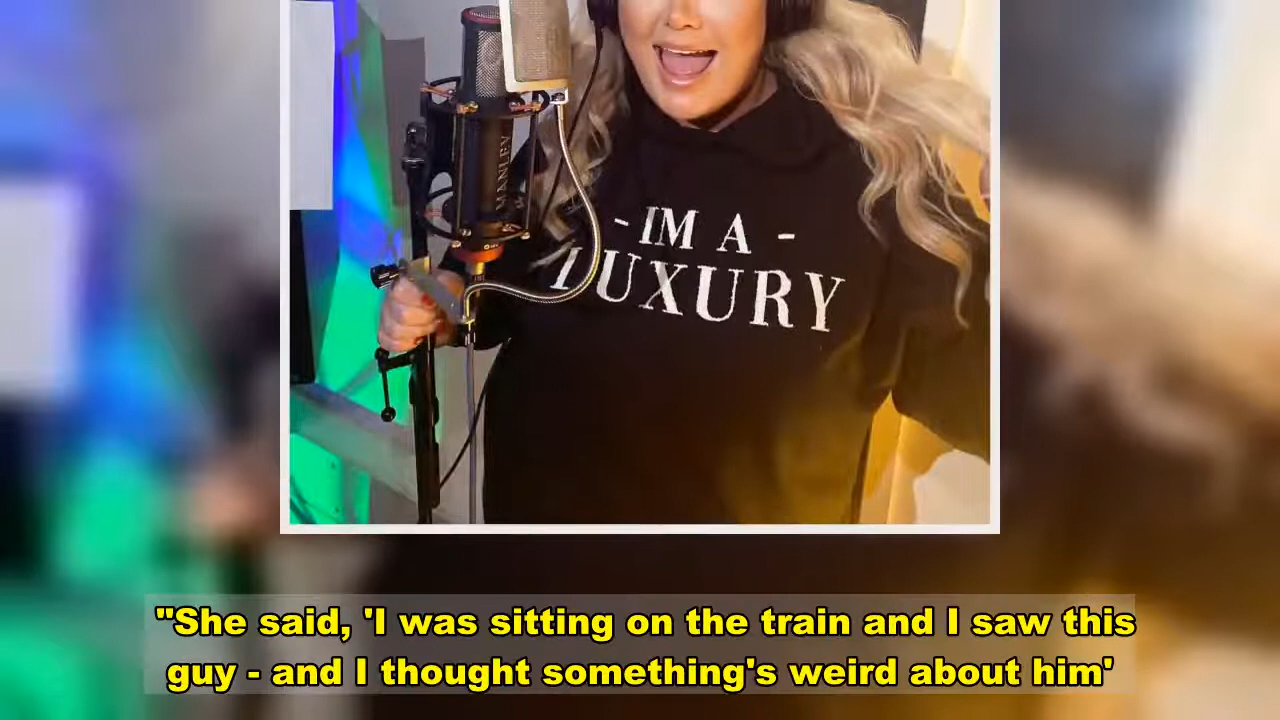 MANLEY
- IM A -
LUXURY
"She said, 'I was sitting on the train and I saw this
guy - and I thought something's weird about him'